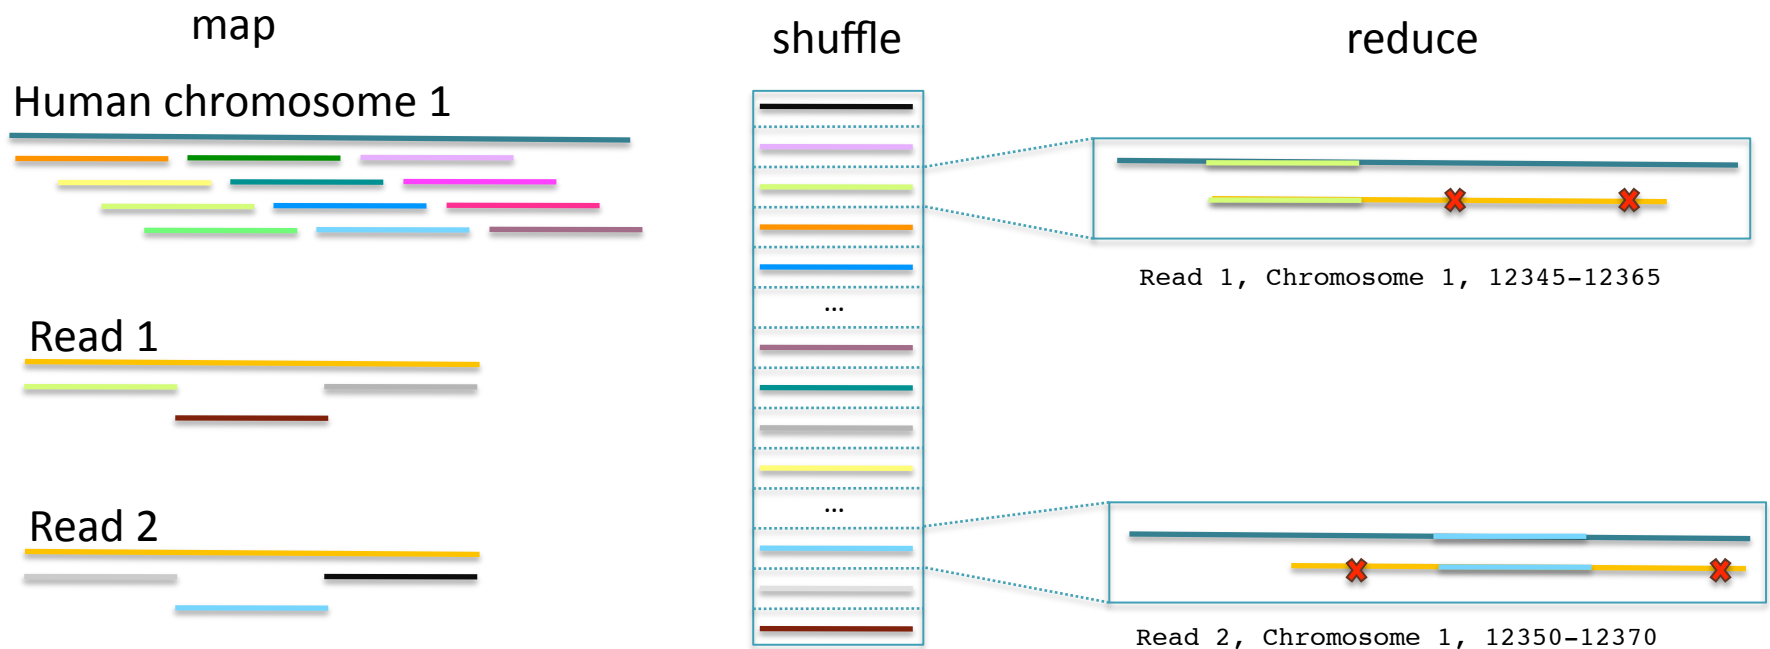 map
shuffle
reduce
Human chromosome 1
Read 1, Chromosome 1, 12345-12365
...
Read 1
...
Read 2
Read 2, Chromosome 1, 12350-12370